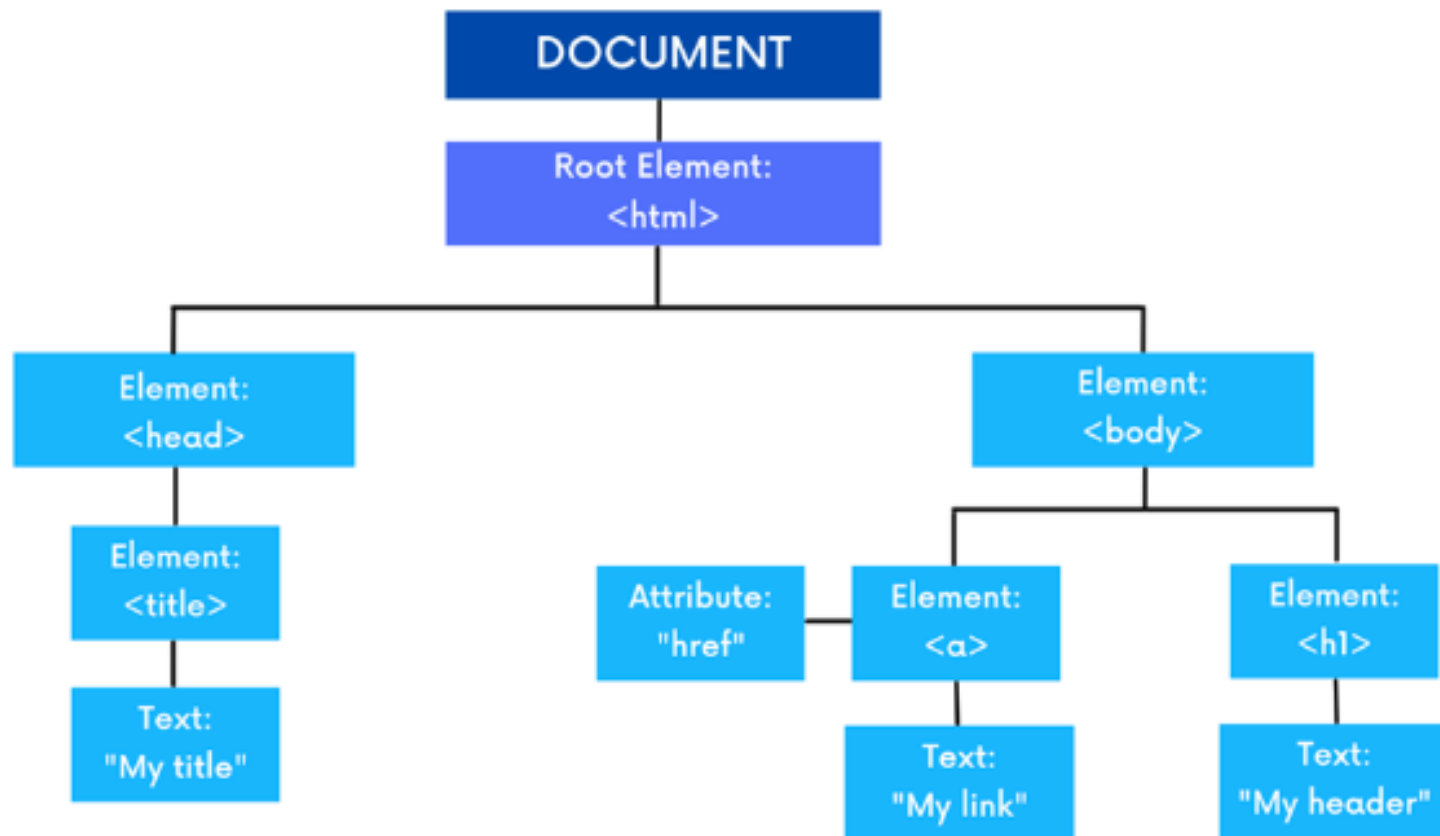 DOCUMENT
Root Element:
<html>
Element:
<head>
Element:
<body>
Element:
<title>
Attribute:
"href"
Element:
<a>
Element:
<h1>
Text:
"My title"
Text:
"My link"
Text:
"My header"